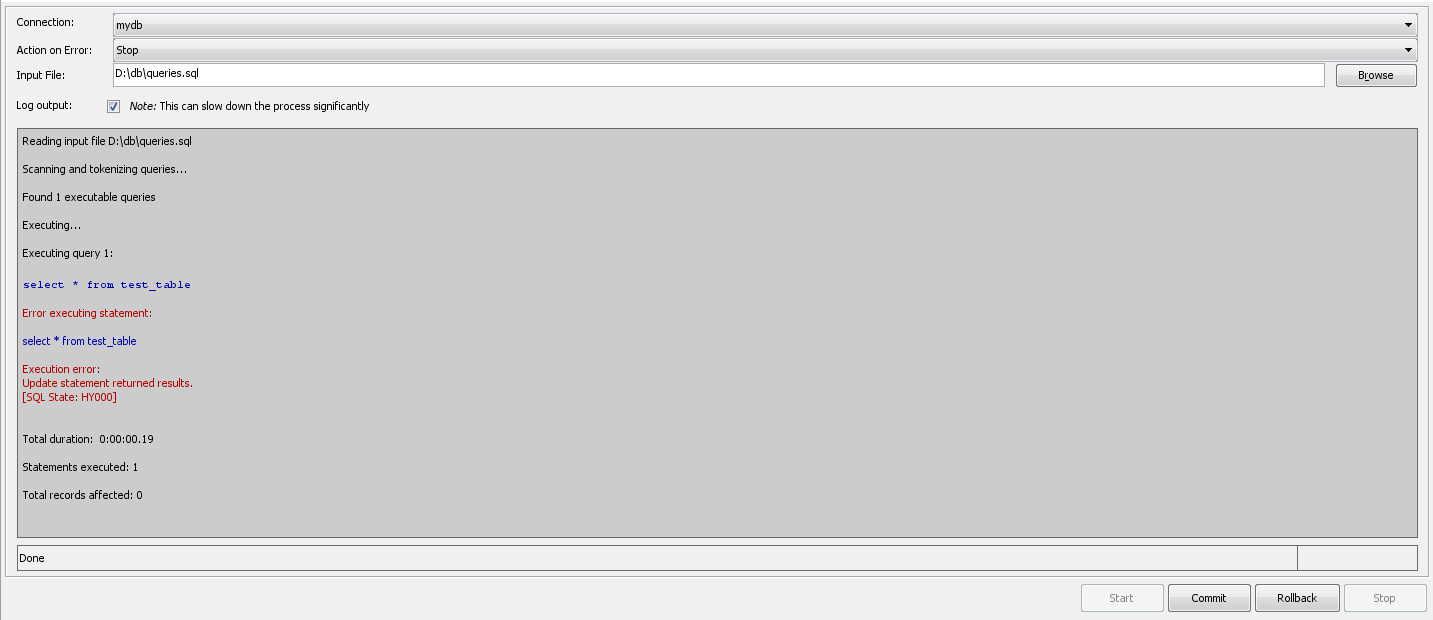 Connection: mydb
Action on Error: Stop
Input File: D:\db\queries.sql Browse
Log output: Note: This can slow down the process significantly
Reading input file D:\db\queries.sql
Scanning and tokenizing queries...
Found 1 executable queries
Executing...
Executing query 1:
select * from test_table
Error executing statement:
select * from test_table
Execution error:
Update statement returned results.
[SQL State: HY000]
Total duration: 0:00:00.19
Statements executed: 1
Total records affected: 0
Done
Start Commit Rollback Stop